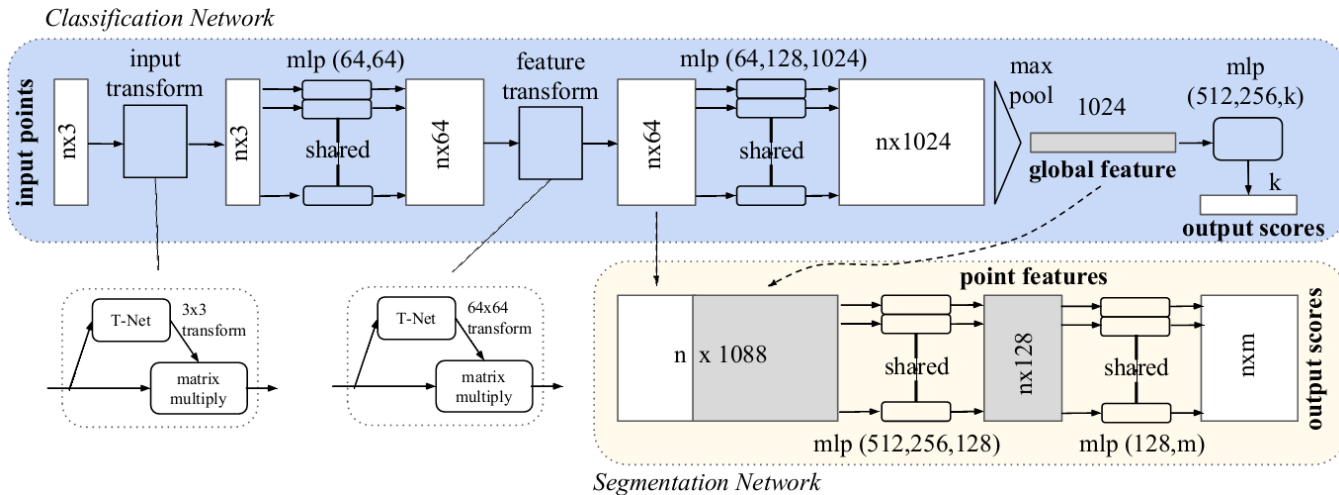 Classification Network
input points
nx3
input
transform
nx3
mlp (64,64)
shared
nx64
feature
transform
nx64
mlp (64,128,1024)
shared
nx1024
max
pool
1024
global feature
mlp
(512,256,k)
k
output scores
T-Net
3x3
transform
matrix
multiply
T-Net
64x64
transform
matrix
multiply
point features
n x 1088
shared
mlp (512,256,128)
nx128
shared
mlp (128,m)
nxm
output scores
Segmentation Network